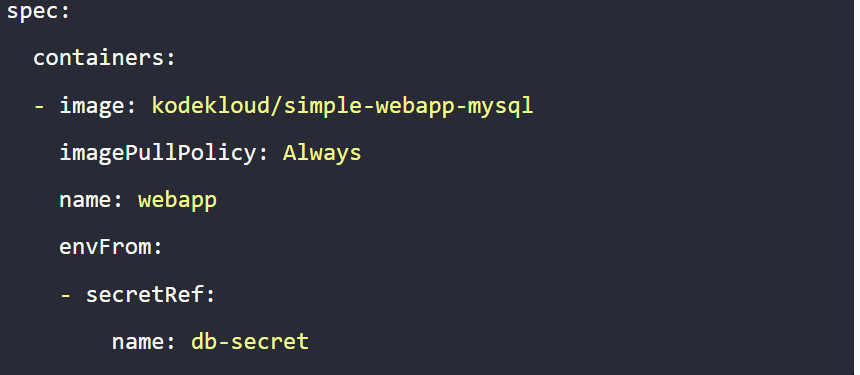 spec:
  containers:
  - image: kodekloud/simple-webapp-mysql
    imagePullPolicy: Always
    name: webapp
    envFrom:
    - secretRef:
        name: db-secret